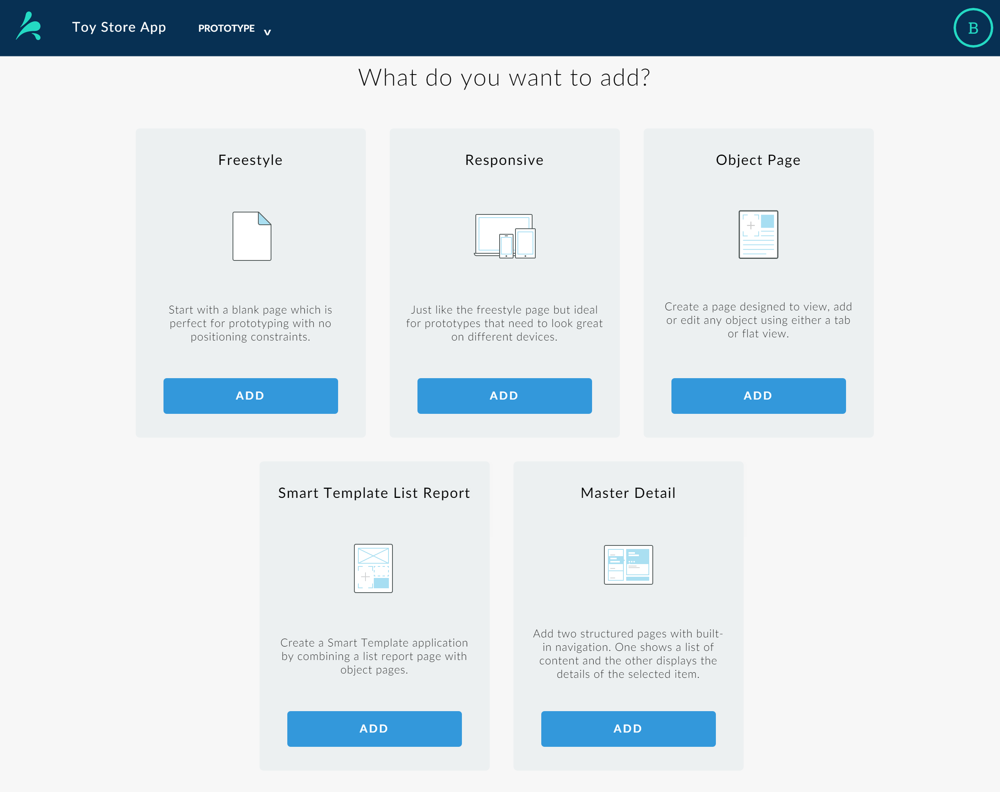 Toy Store App
PROTOTYPE
B
What do you want to add?
Freestyle
Start with a blank page which is
perfect for prototyping with no
positioning constraints.
ADD
Responsive
Just like the freestyle page but ideal
for prototypes that need to look great
on different devices.
ADD
Object Page
Create a page designed to view, add
or edit any object using either a tab
or flat view.
ADD
Smart Template List Report
Create a Smart Template application
by combining a list report page with
object pages.
ADD
Master Detail
Add two structured pages with built-
in navigation. One shows a list of
content and the other displays the
details of the selected item.
ADD